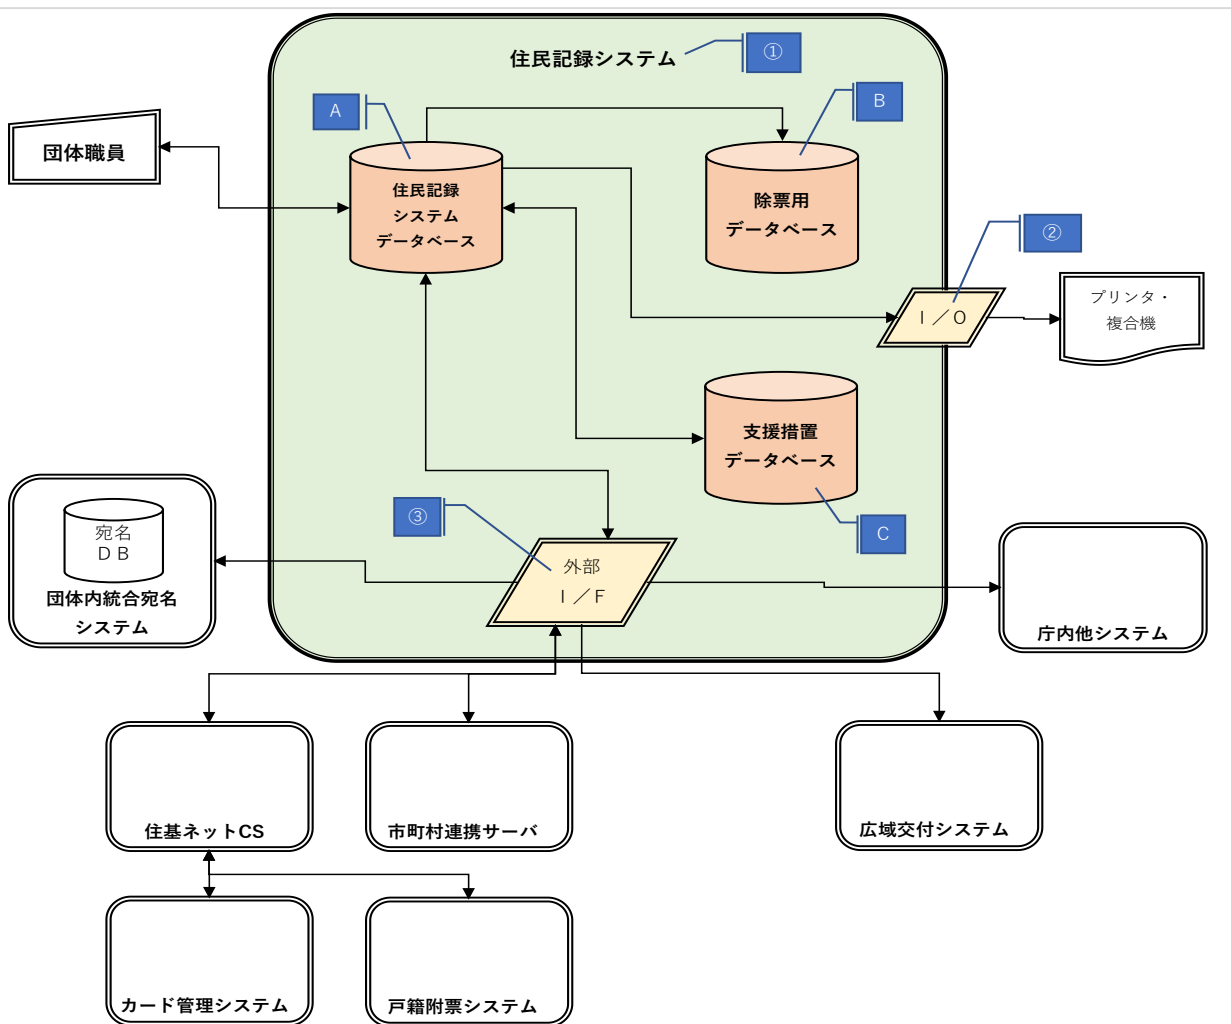 住民記録システム
①
A
B
団体職員
住民記録
システム
データベース
除票用
データベース
②
I／O
プリンタ・
複合機
支援措置
データベース
③
C
宛名
DB
団体内統合宛名
システム
外部
I／F
庁内他システム
住基ネットCS
市町村連携サーバ
広域交付システム
カード管理システム
戸籍附票システム